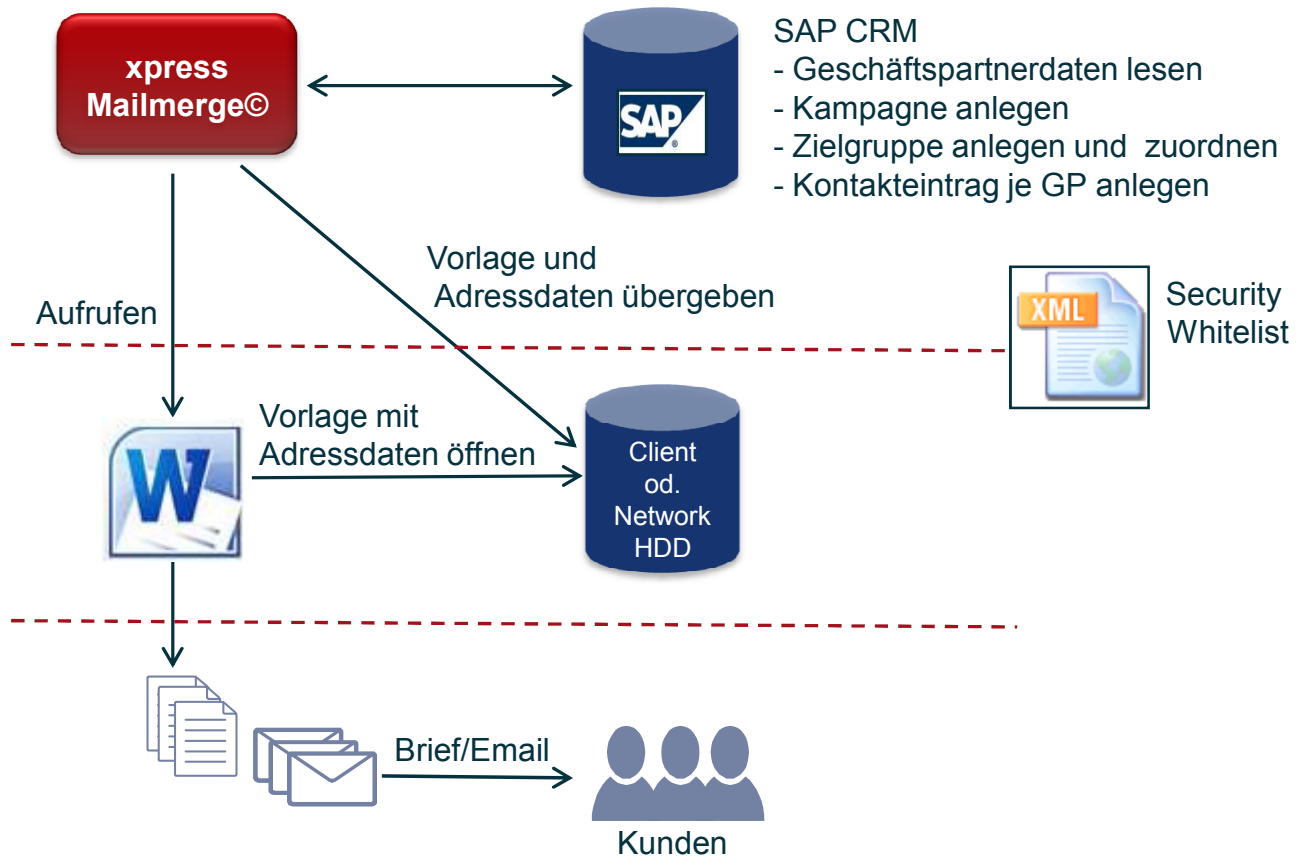 xpress
Mailmerge©
SAP
®
SAP CRM
- Geschäftspartnerdaten lesen
- Kampagne anlegen
- Zielgruppe anlegen und  zuordnen
- Kontakteintrag je GP anlegen
Vorlage und
Adressdaten übergeben
Aufrufen
XML
Security
Whitelist
Vorlage mit
Adressdaten öffnen
W
Client
od.
Network
HDD
Brief/Email
Kunden